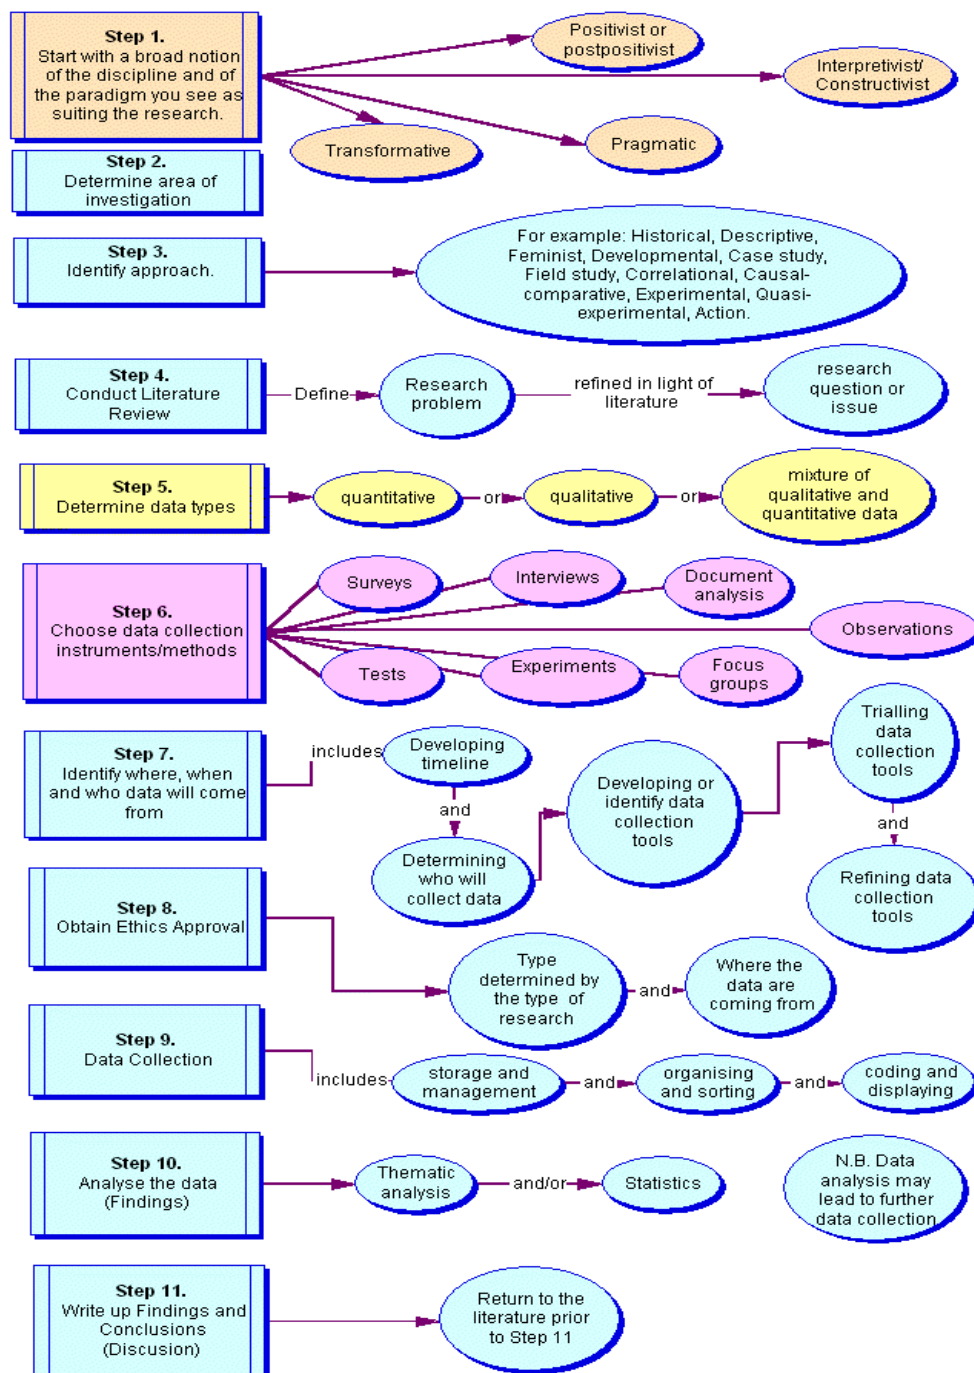 Step 1.
Start with a broad notion
of the discipline and of
the paradigm you see as
suiting the research.
Positivist or
postpositivist
Interpretivist/
Constructivist
Transformative
Pragmatic
Step 2.
Determine area of
investigation
Step 3.
Identify approach.
For example: Historical, Descriptive,
Feminist, Developmental, Case study,
Field study, Correlational, Causal-
comparative, Experimental, Quasi-
experimental, Action.
Step 4.
Conduct Literature
Review
Define
Research
problem
refined in light of
literature
research
question or
issue
Step 5.
Determine data types
quantitative
or
qualitative
or
mixture of
qualitative and
quantitative data
Step 6.
Choose data collection
instruments/methods
Surveys
Interviews
Document
analysis
Observations
Tests
Experiments
Focus
groups
Step 7.
Identify where, when
and who data will come
from
includes
Developing
timeline
and
Determining
who will
collect data
Developing or
identify data
collection
tools
Trialling
data
collection
tools
and
Refining data
collection
tools
Step 8.
Obtain Ethics Approval
Type
determined by
the type of
research
and
Where the
data are
coming from
Step 9.
Data Collection
includes
storage and
management
and
organising
and sorting
and
coding and
displaying
Step 10.
Analyse the data
(Findings)
Thematic
analysis
and/or
Statistics
N.B. Data
analysis may
lead to further
data collection
Step 11.
Write up Findings and
Conclusions
(Discussion)
Return to the
literature prior
to Step 11